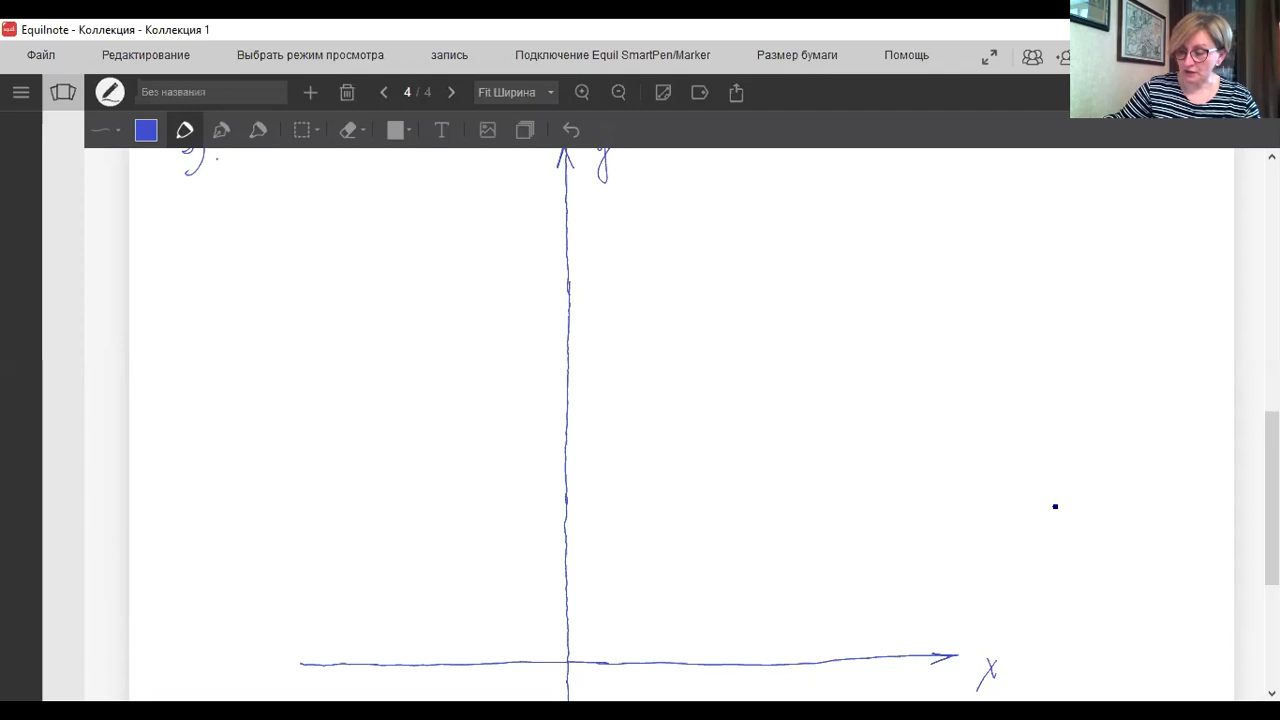 Equilnote - Коллекция - Коллекция 1
Файл Редактирование Выбрать режим просмотра запись Подключение Equil SmartPen/Marker Размер бумаги Помощь
Без названия 4 / 4 Fit Ширина
T
y
x